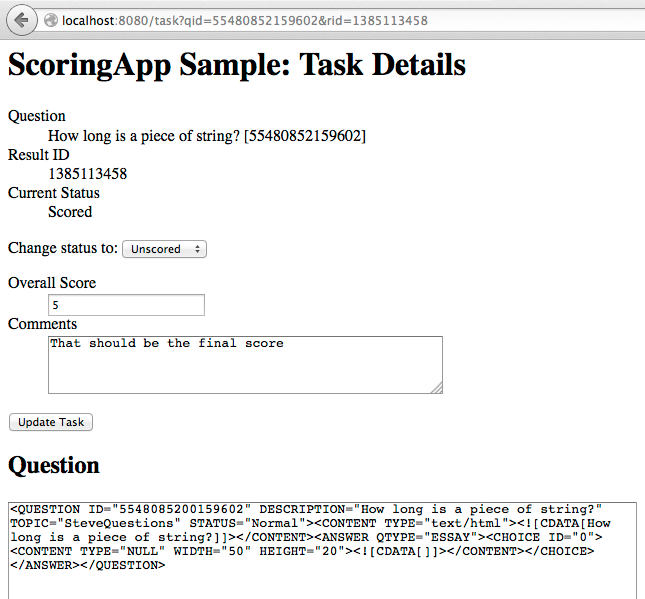 localhost:8080/task?qid=55480852159602&rid=1385113458
ScoringApp Sample: Task Details
Question
How long is a piece of string? [55480852159602]
Result ID
1385113458
Current Status
Scored
Change status to: Unscored
Overall Score
5
Comments
That should be the final score
Update Task
Question
<QUESTION ID="5548085200159602" DESCRIPTION="How long is a piece of string?"
TOPIC="SteveQuestions" STATUS="Normal"><CONTENT TYPE="text/html"><![CDATA[How
long is a piece of string?]]></CONTENT><ANSWER QTYPE="ESSAY"><CHOICE ID="0">
<CONTENT TYPE="NULL" WIDTH="50" HEIGHT="20"><![CDATA[]]></CONTENT></CHOICE>
</ANSWER></QUESTION>